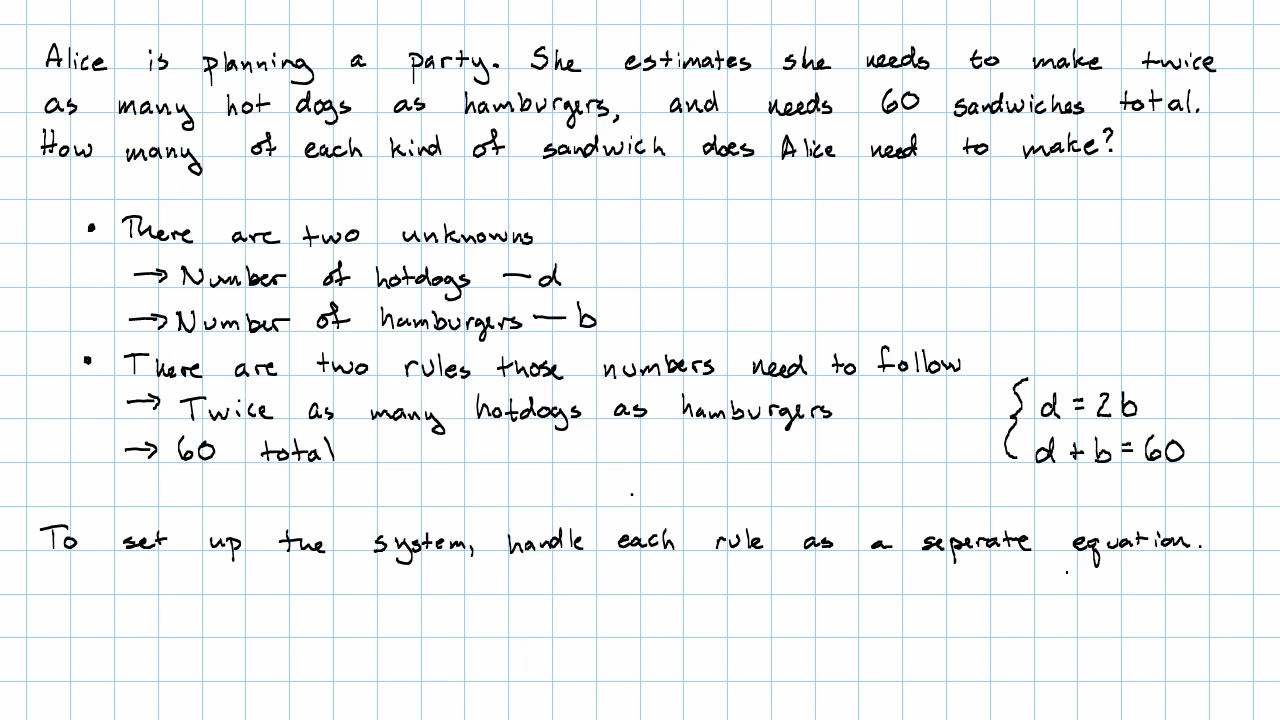 Alice is planning a party. She estimates she needs to make twice
as many hot dogs as hamburgers, and needs 60 sandwiches total.
How many of each kind of sandwich does Alice need to make?
• There are two unknowns
→ Number of hotdogs — d
→ Number of hamburgers — b
• There are two rules those numbers need to follow
→ Twice as many hotdogs as hamburgers
→ 60 total
{ d = 2b
d + b = 60
To set up the system, handle each rule as a seperate equation.